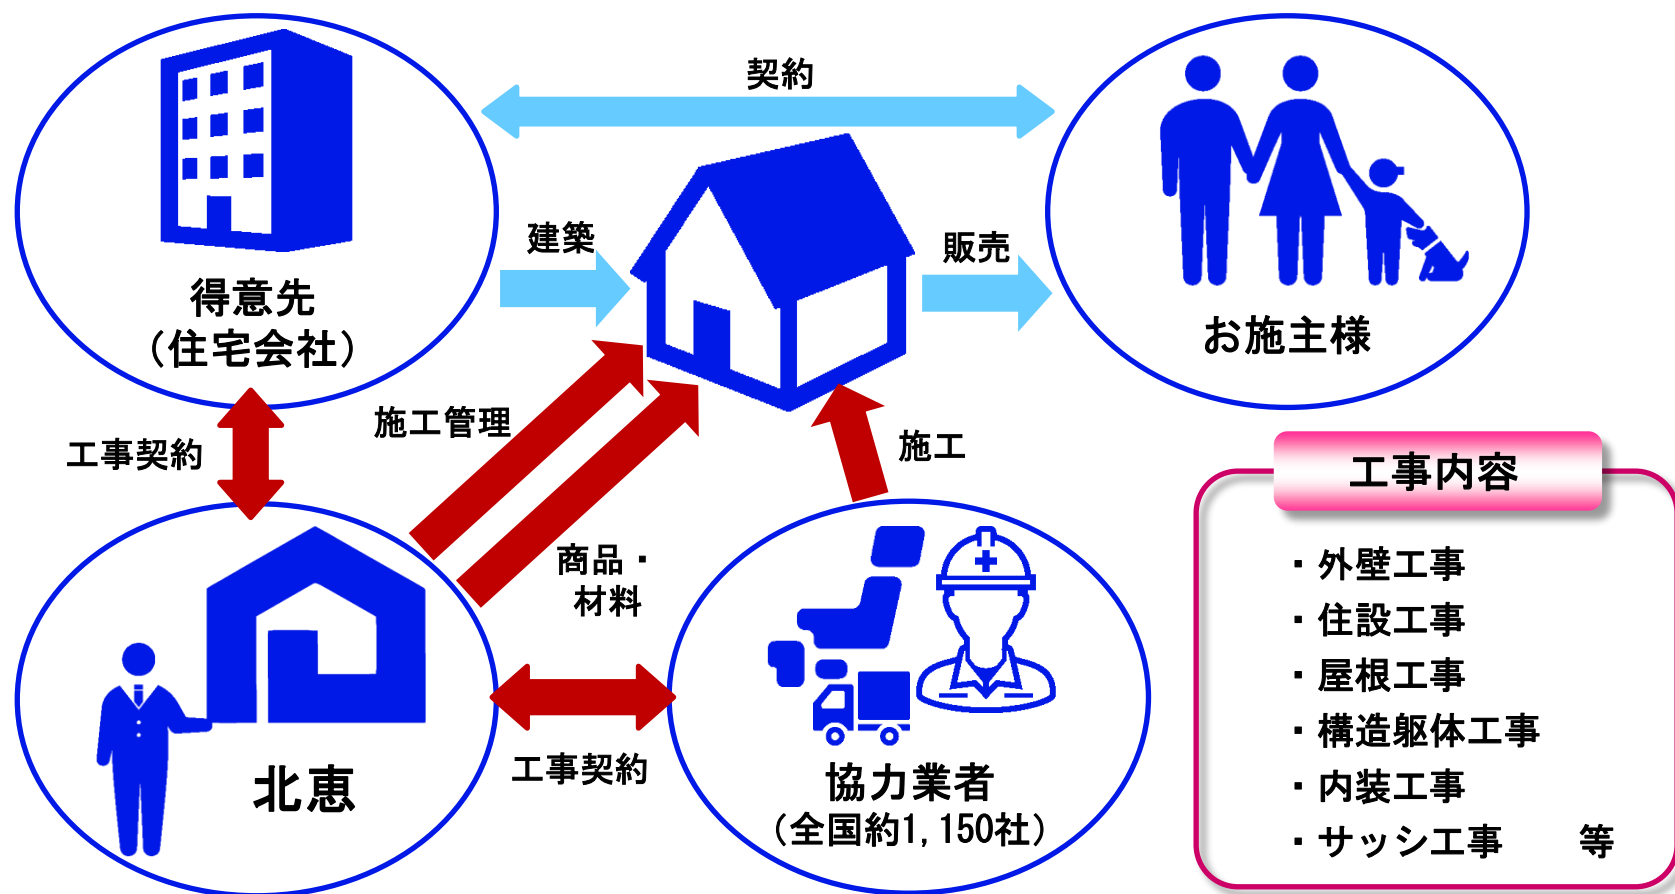 契約
建築
販売
得意先
（住宅会社）
お施主様
施工管理
工事契約
施工
商品・
材料
北恵
工事契約
協力業者
（全国約1,150社）
工事内容
・外壁工事
・住設工事
・屋根工事
・構造躯体工事
・内装工事
・サッシ工事　等